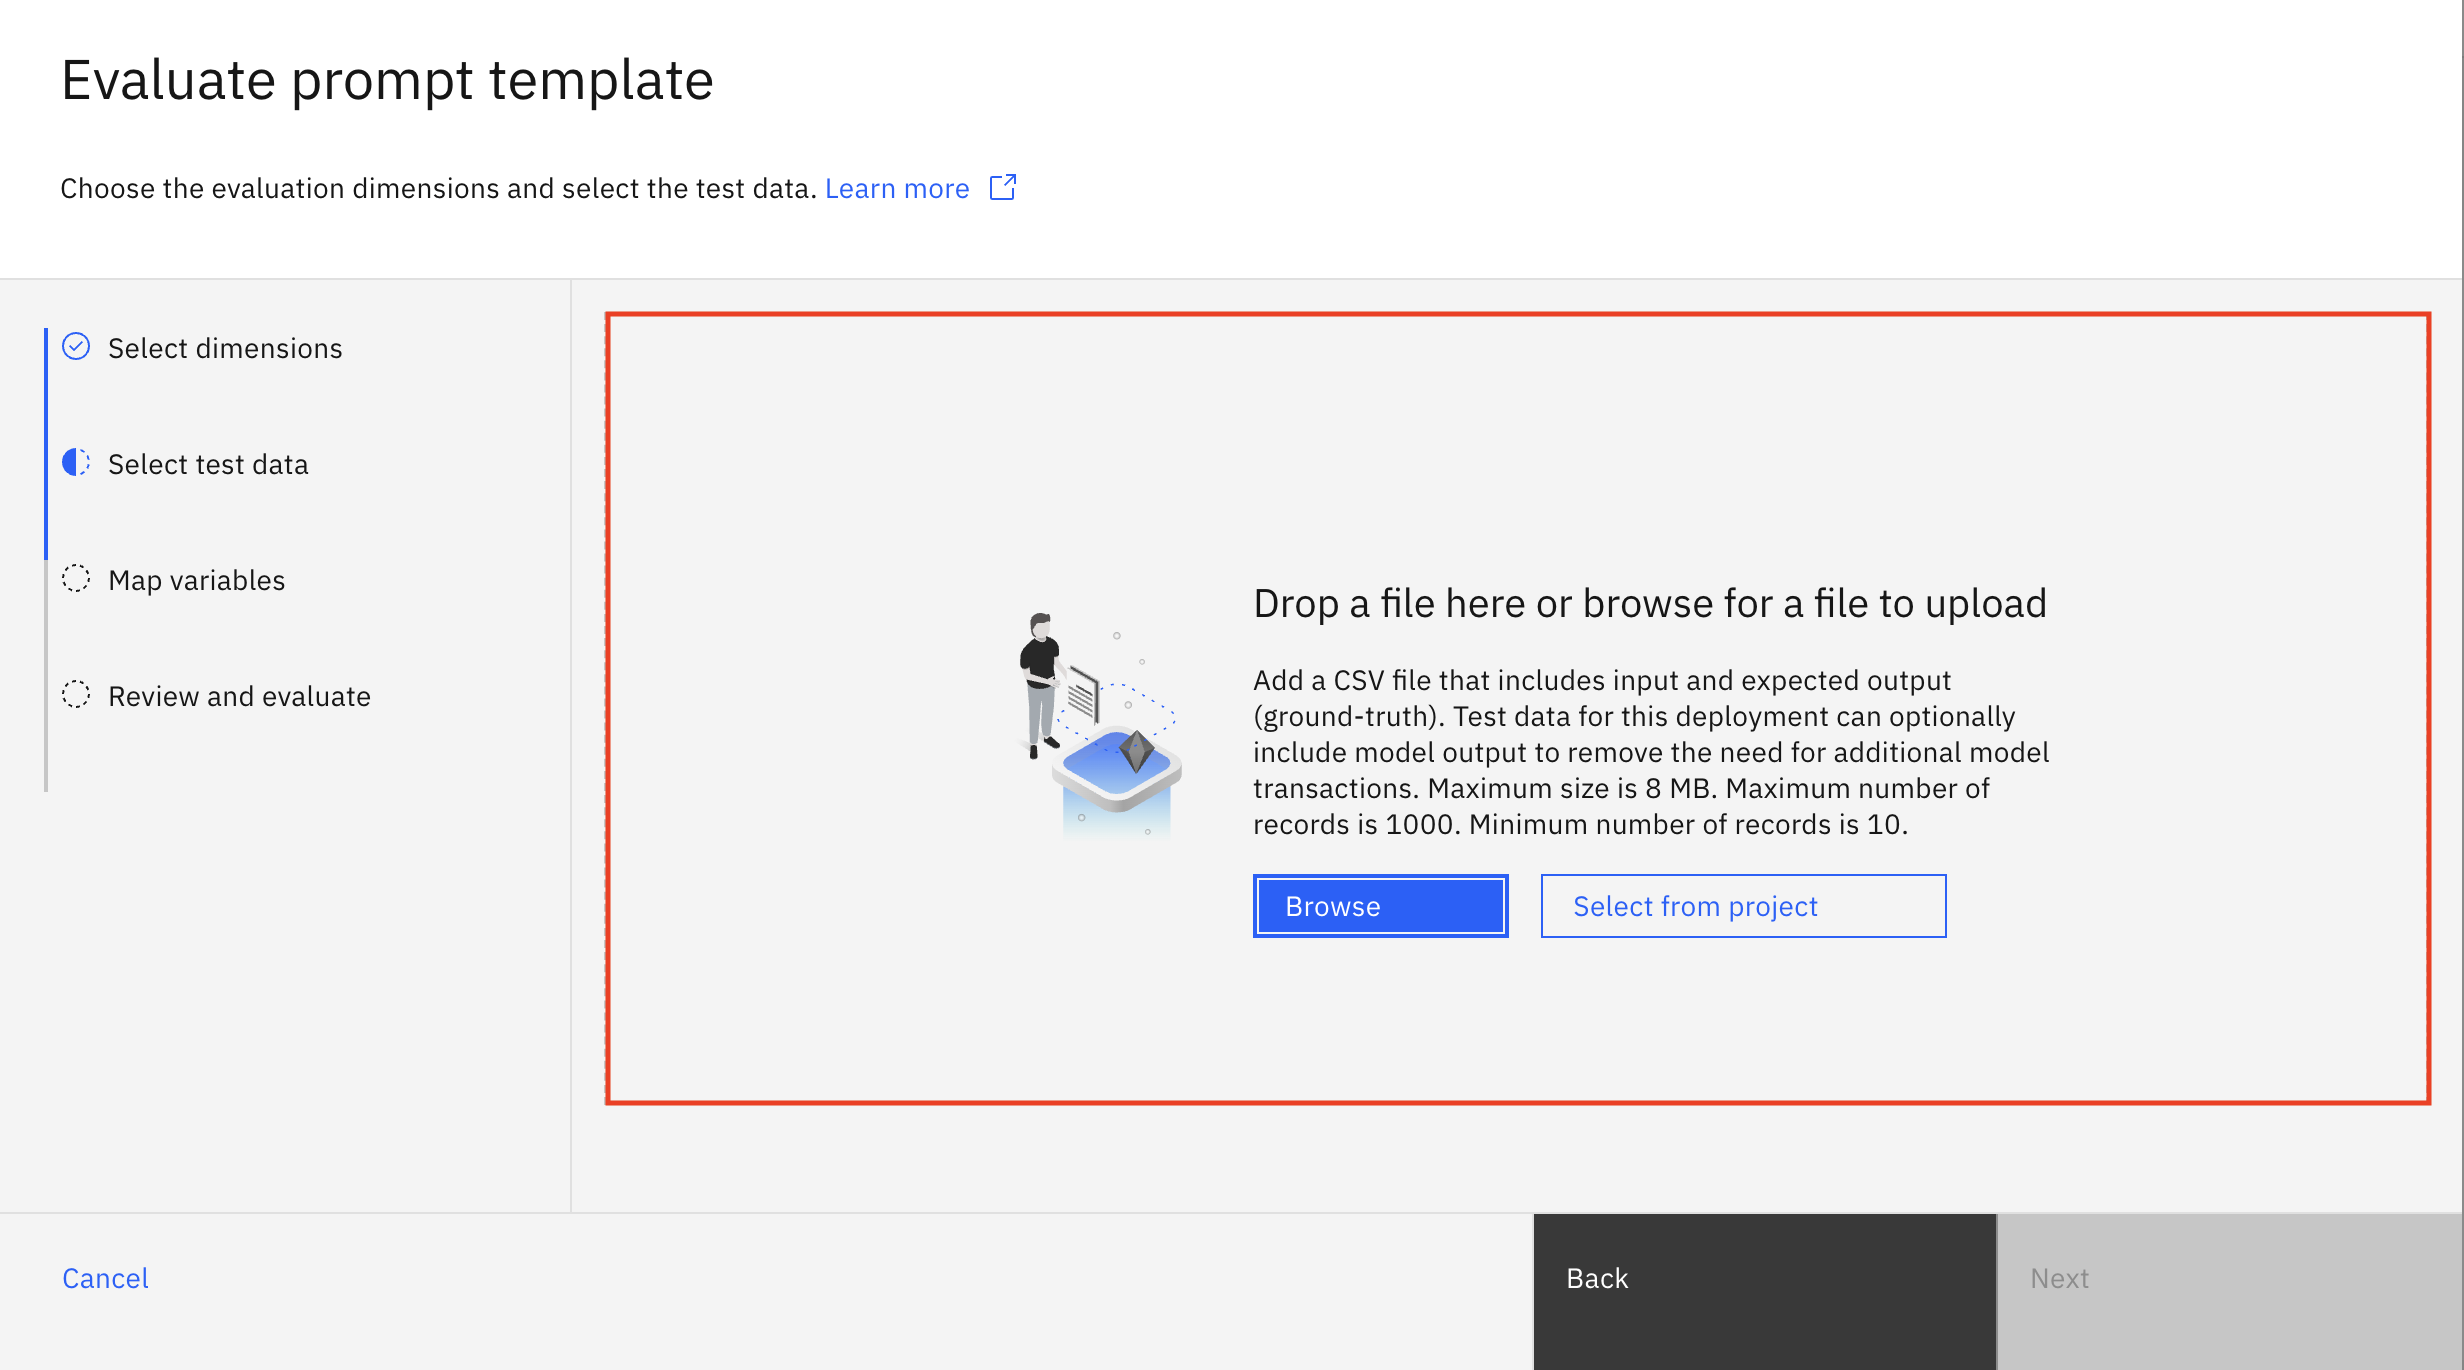 Evaluate prompt template
Choose the evaluation dimensions and select the test data. Learn more
Select dimensions
Select test data
Map variables
Review and evaluate
Drop a file here or browse for a file to upload
Add a CSV file that includes input and expected output
(ground-truth). Test data for this deployment can optionally
include model output to remove the need for additional model
transactions. Maximum size is 8 MB. Maximum number of
records is 1000. Minimum number of records is 10.
Browse
Select from project
Cancel
Back
Next